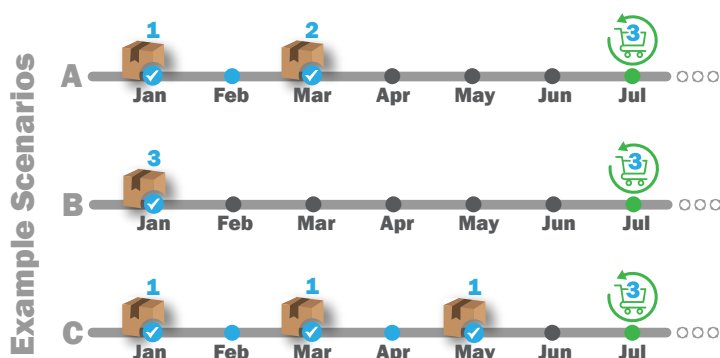 Example Scenarios
1 2 3
A
Jan Feb Mar Apr May Jun Jul
3 3
B
Jan Feb Mar Apr May Jun Jul
1 1 1 3
C
Jan Feb Mar Apr May Jun Jul